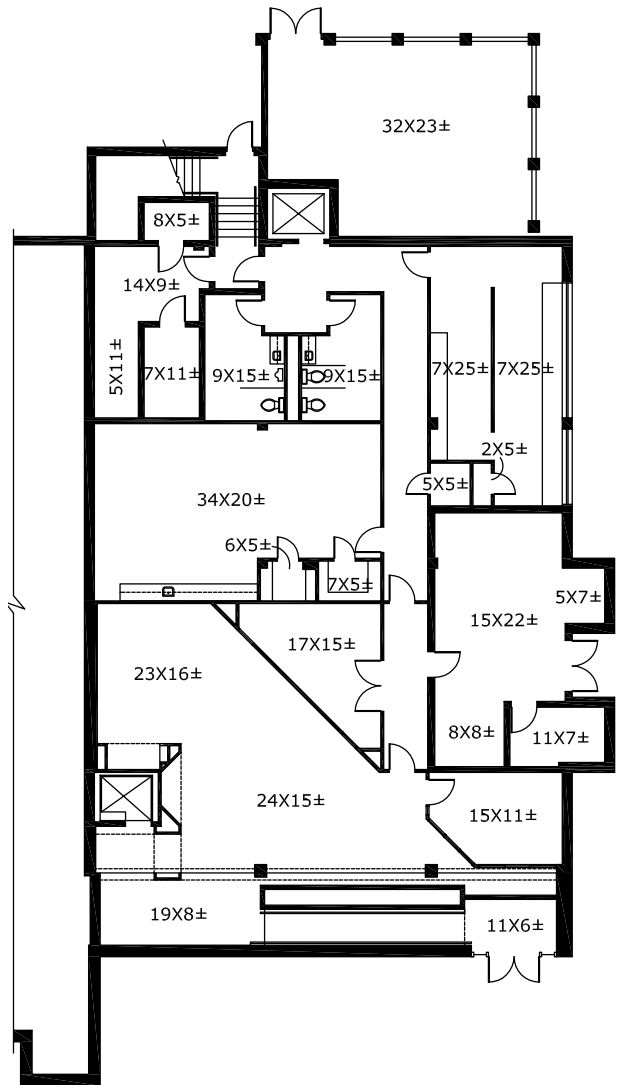 32X23±
8X5±
14X9±
5X11±
7X11±
9X15±
9X15±
7X25±
7X25±
2X5±
5X5±
34X20±
6X5±
7X5±
5X7±
15X22±
17X15±
23X16±
8X8±
11X7±
24X15±
15X11±
19X8±
11X6±